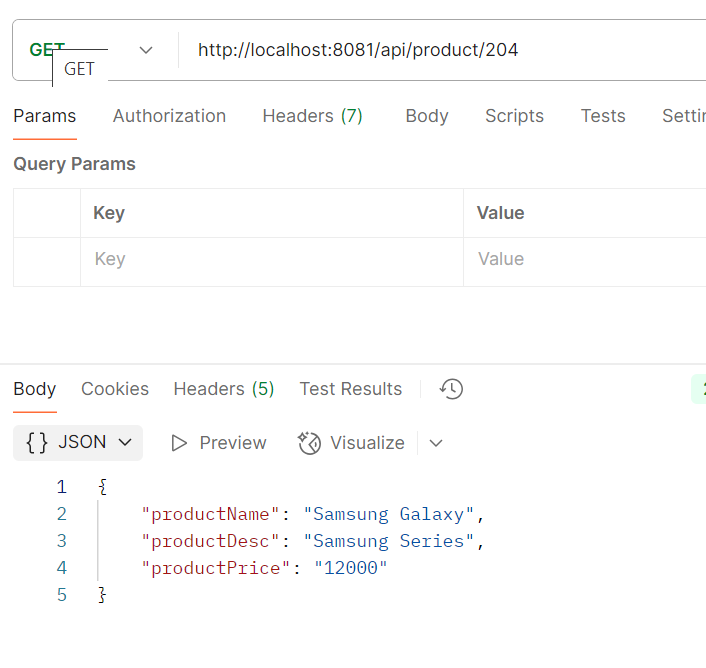 GET http://localhost:8081/api/product/204
GET
Params Authorization Headers (7) Body Scripts Tests
Query Params
Key Value
Key Value
Body Cookies Headers (5) Test Results
{} JSON Preview Visualize
1 {
2 "productName": "Samsung Galaxy",
3 "productDesc": "Samsung Series",
4 "productPrice": "12000"
5 }